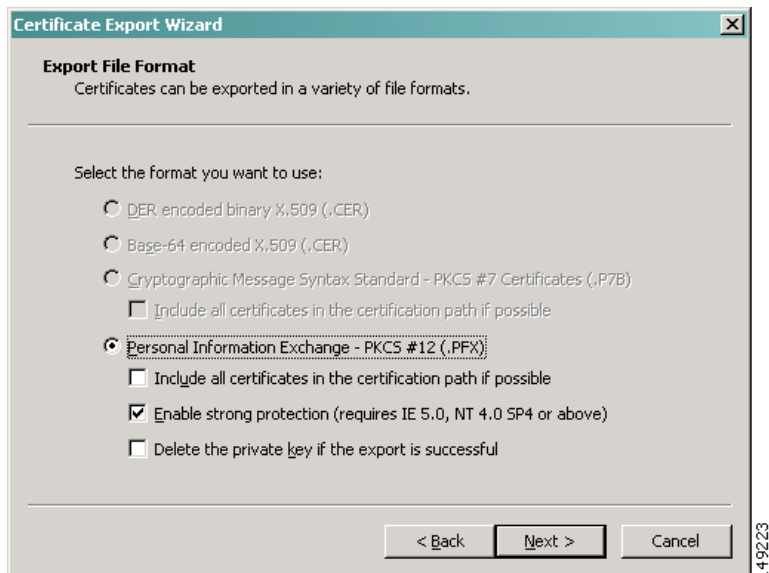 Certificate Export Wizard
Export File Format
Certificates can be exported in a variety of file formats.
Select the format you want to use:
DER encoded binary X.509 (.CER)
Base-64 encoded X.509 (.CER)
Cryptographic Message Syntax Standard - PKCS #7 Certificates (.P7B)
Include all certificates in the certification path if possible
Personal Information Exchange - PKCS #12 (.PFX)
Include all certificates in the certification path if possible
Enable strong protection (requires IE 5.0, NT 4.0 SP4 or above)
Delete the private key if the export is successful
< Back Next > Cancel